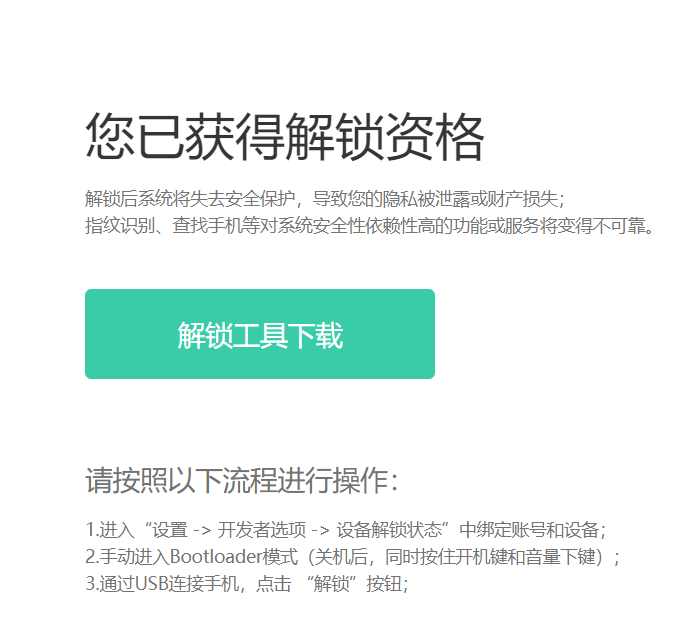 您已获得解锁资格
解锁后系统将失去安全保护，导致您的隐私被泄露或财产损失；
指纹识别、查找手机等对系统安全性依赖性高的功能或服务将变得不可靠。
解锁工具下载
请按照以下流程进行操作：
1.进入“设置 -> 开发者选项 -> 设备解锁状态”中绑定账号和设备；
2.手动进入Bootloader模式（关机后，同时按住开机键和音量下键）；
3.通过USB连接手机，点击 “解锁”按钮；